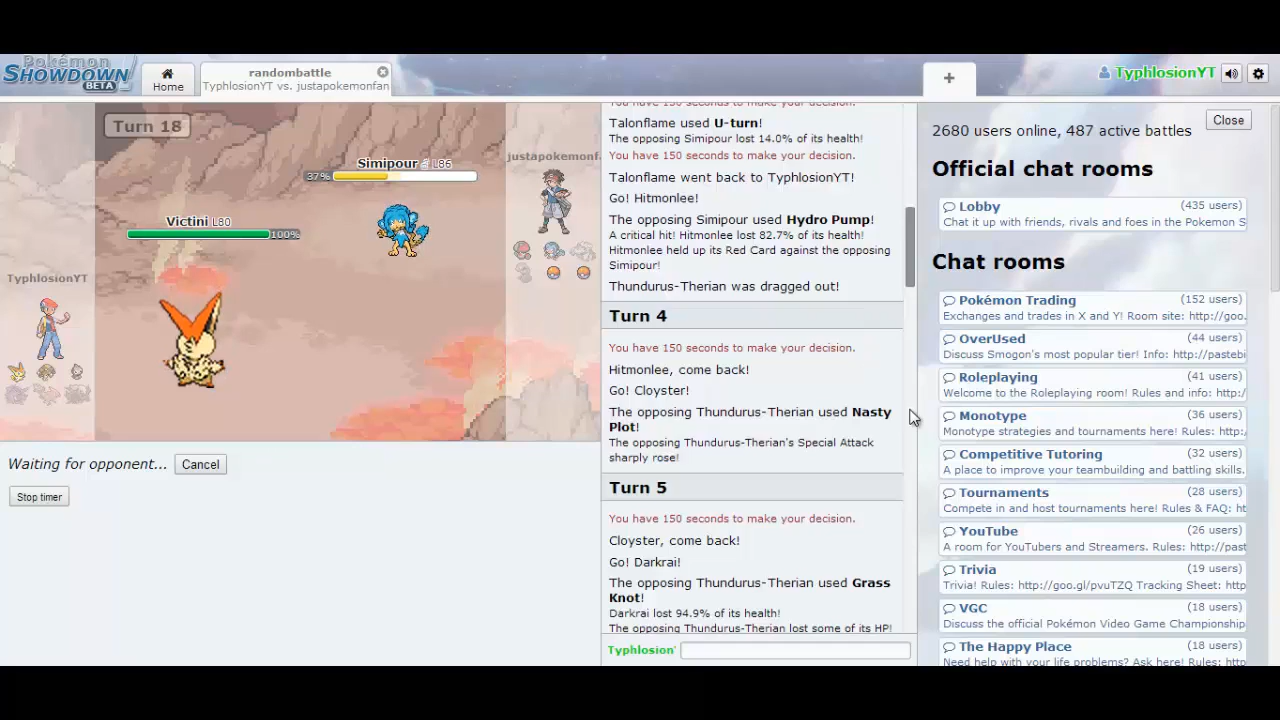 Pokémon
SHOWDOWN
BETA
Home
randombattle
TyphlosionYT vs. justapokemonfan
+
TyphlosionYT
Turn 18
Simipour ♂ L86
37%
Victini L80
100%
TyphlosionYT
justapokemonf.
Waiting for opponent...
Cancel
Stop timer
You have 150 seconds to make your decision.
Talonflame used U-turn!
The opposing Simipour lost 14.0% of its health!
You have 150 seconds to make your decision.
Talonflame went back to TyphlosionYT!
Go! Hitmonlee!
The opposing Simipour used Hydro Pump!
A critical hit! Hitmonlee lost 82.7% of its health!
Hitmonlee held up its Red Card against the opposing
Simipour!
Thundurus-Therian was dragged out!
Turn 4
You have 150 seconds to make your decision.
Hitmonlee, come back!
Go! Cloyster!
The opposing Thundurus-Therian used Nasty
Plot!
The opposing Thundurus-Therian's Special Attack
sharply rose!
Turn 5
You have 150 seconds to make your decision.
Cloyster, come back!
Go! Darkrai!
The opposing Thundurus-Therian used Grass
Knot!
Darkrai lost 94.9% of its health!
The opposing Thundurus-Therian lost some of its HP!
Typhlosion'
Close
2680 users online, 487 active battles
Official chat rooms
Lobby (435 users)
Chat it up with friends, rivals and foes in the Pokemon S
Chat rooms
Pokémon Trading (152 users)
Exchanges and trades in X and Y! Room site: http://goo.
OverUsed (44 users)
Discuss Smogon's most popular tier! Info: http://pastebi
Roleplaying (41 users)
Welcome to the Roleplaying room! Rules and info: http:/
Monotype (36 users)
Monotype strategies and tournaments here! Rules: http:/
Competitive Tutoring (32 users)
A place to improve your teambuilding and battling skills.
Tournaments (28 users)
Compete in and host tournaments here! Rules & FAQ: ht
YouTube (26 users)
A room for YouTubers and Streamers. Rules: http://past
Trivia (19 users)
Trivia! Rules: http://goo.gl/pvuTZQ Tracking Sheet: http
VGC (18 users)
Discuss the official Pokémon Video Game Championship
The Happy Place (18 users)
Need help with your life problems? Ask here! Rules: http